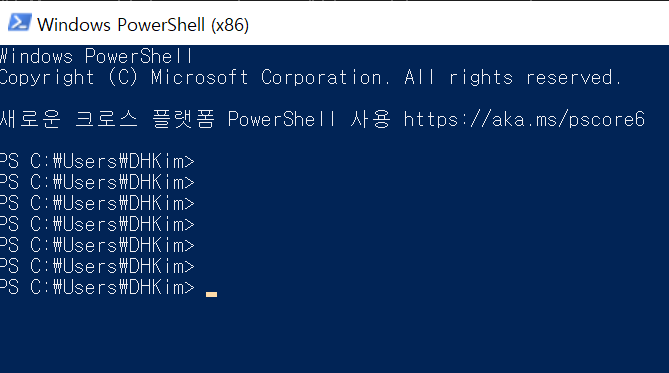 Windows PowerShell (x86)
Windows PowerShell
Copyright (C) Microsoft Corporation. All rights reserved.
새로운 크로스 플랫폼 PowerShell 사용 https://aka.ms/pscore6
PS C:₩Users₩DHKim>
PS C:₩Users₩DHKim>
PS C:₩Users₩DHKim>
PS C:₩Users₩DHKim>
PS C:₩Users₩DHKim>
PS C:₩Users₩DHKim>
PS C:₩Users₩DHKim>